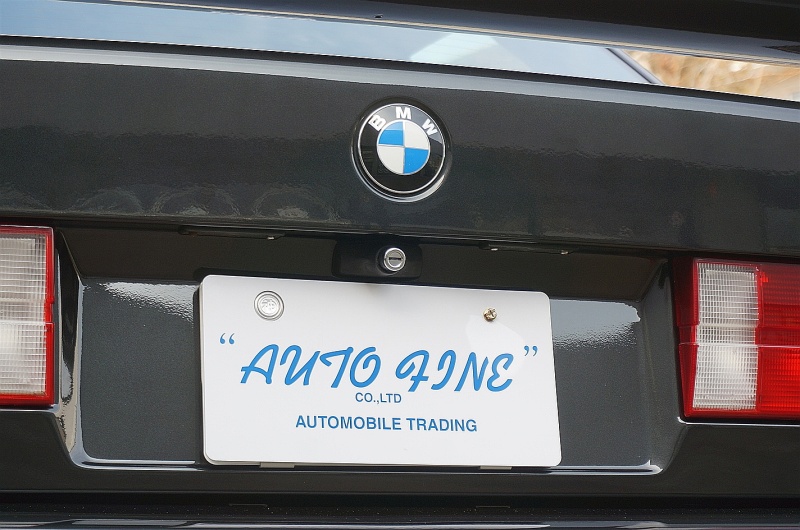 BMW
“AUTO FINE”
CO.,LTD
AUTOMOBILE TRADING